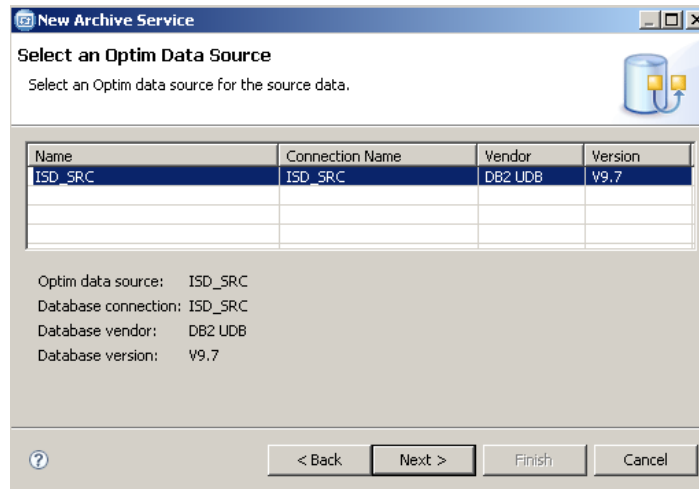 New Archive Service
Select an Optim Data Source
Select an Optim data source for the source data.
Name Connection Name Vendor Version
ISD_SRC ISD_SRC DB2 UDB V9.7
Optim data source: ISD_SRC
Database connection: ISD_SRC
Database vendor: DB2 UDB
Database version: V9.7
? < Back Next > Finish Cancel